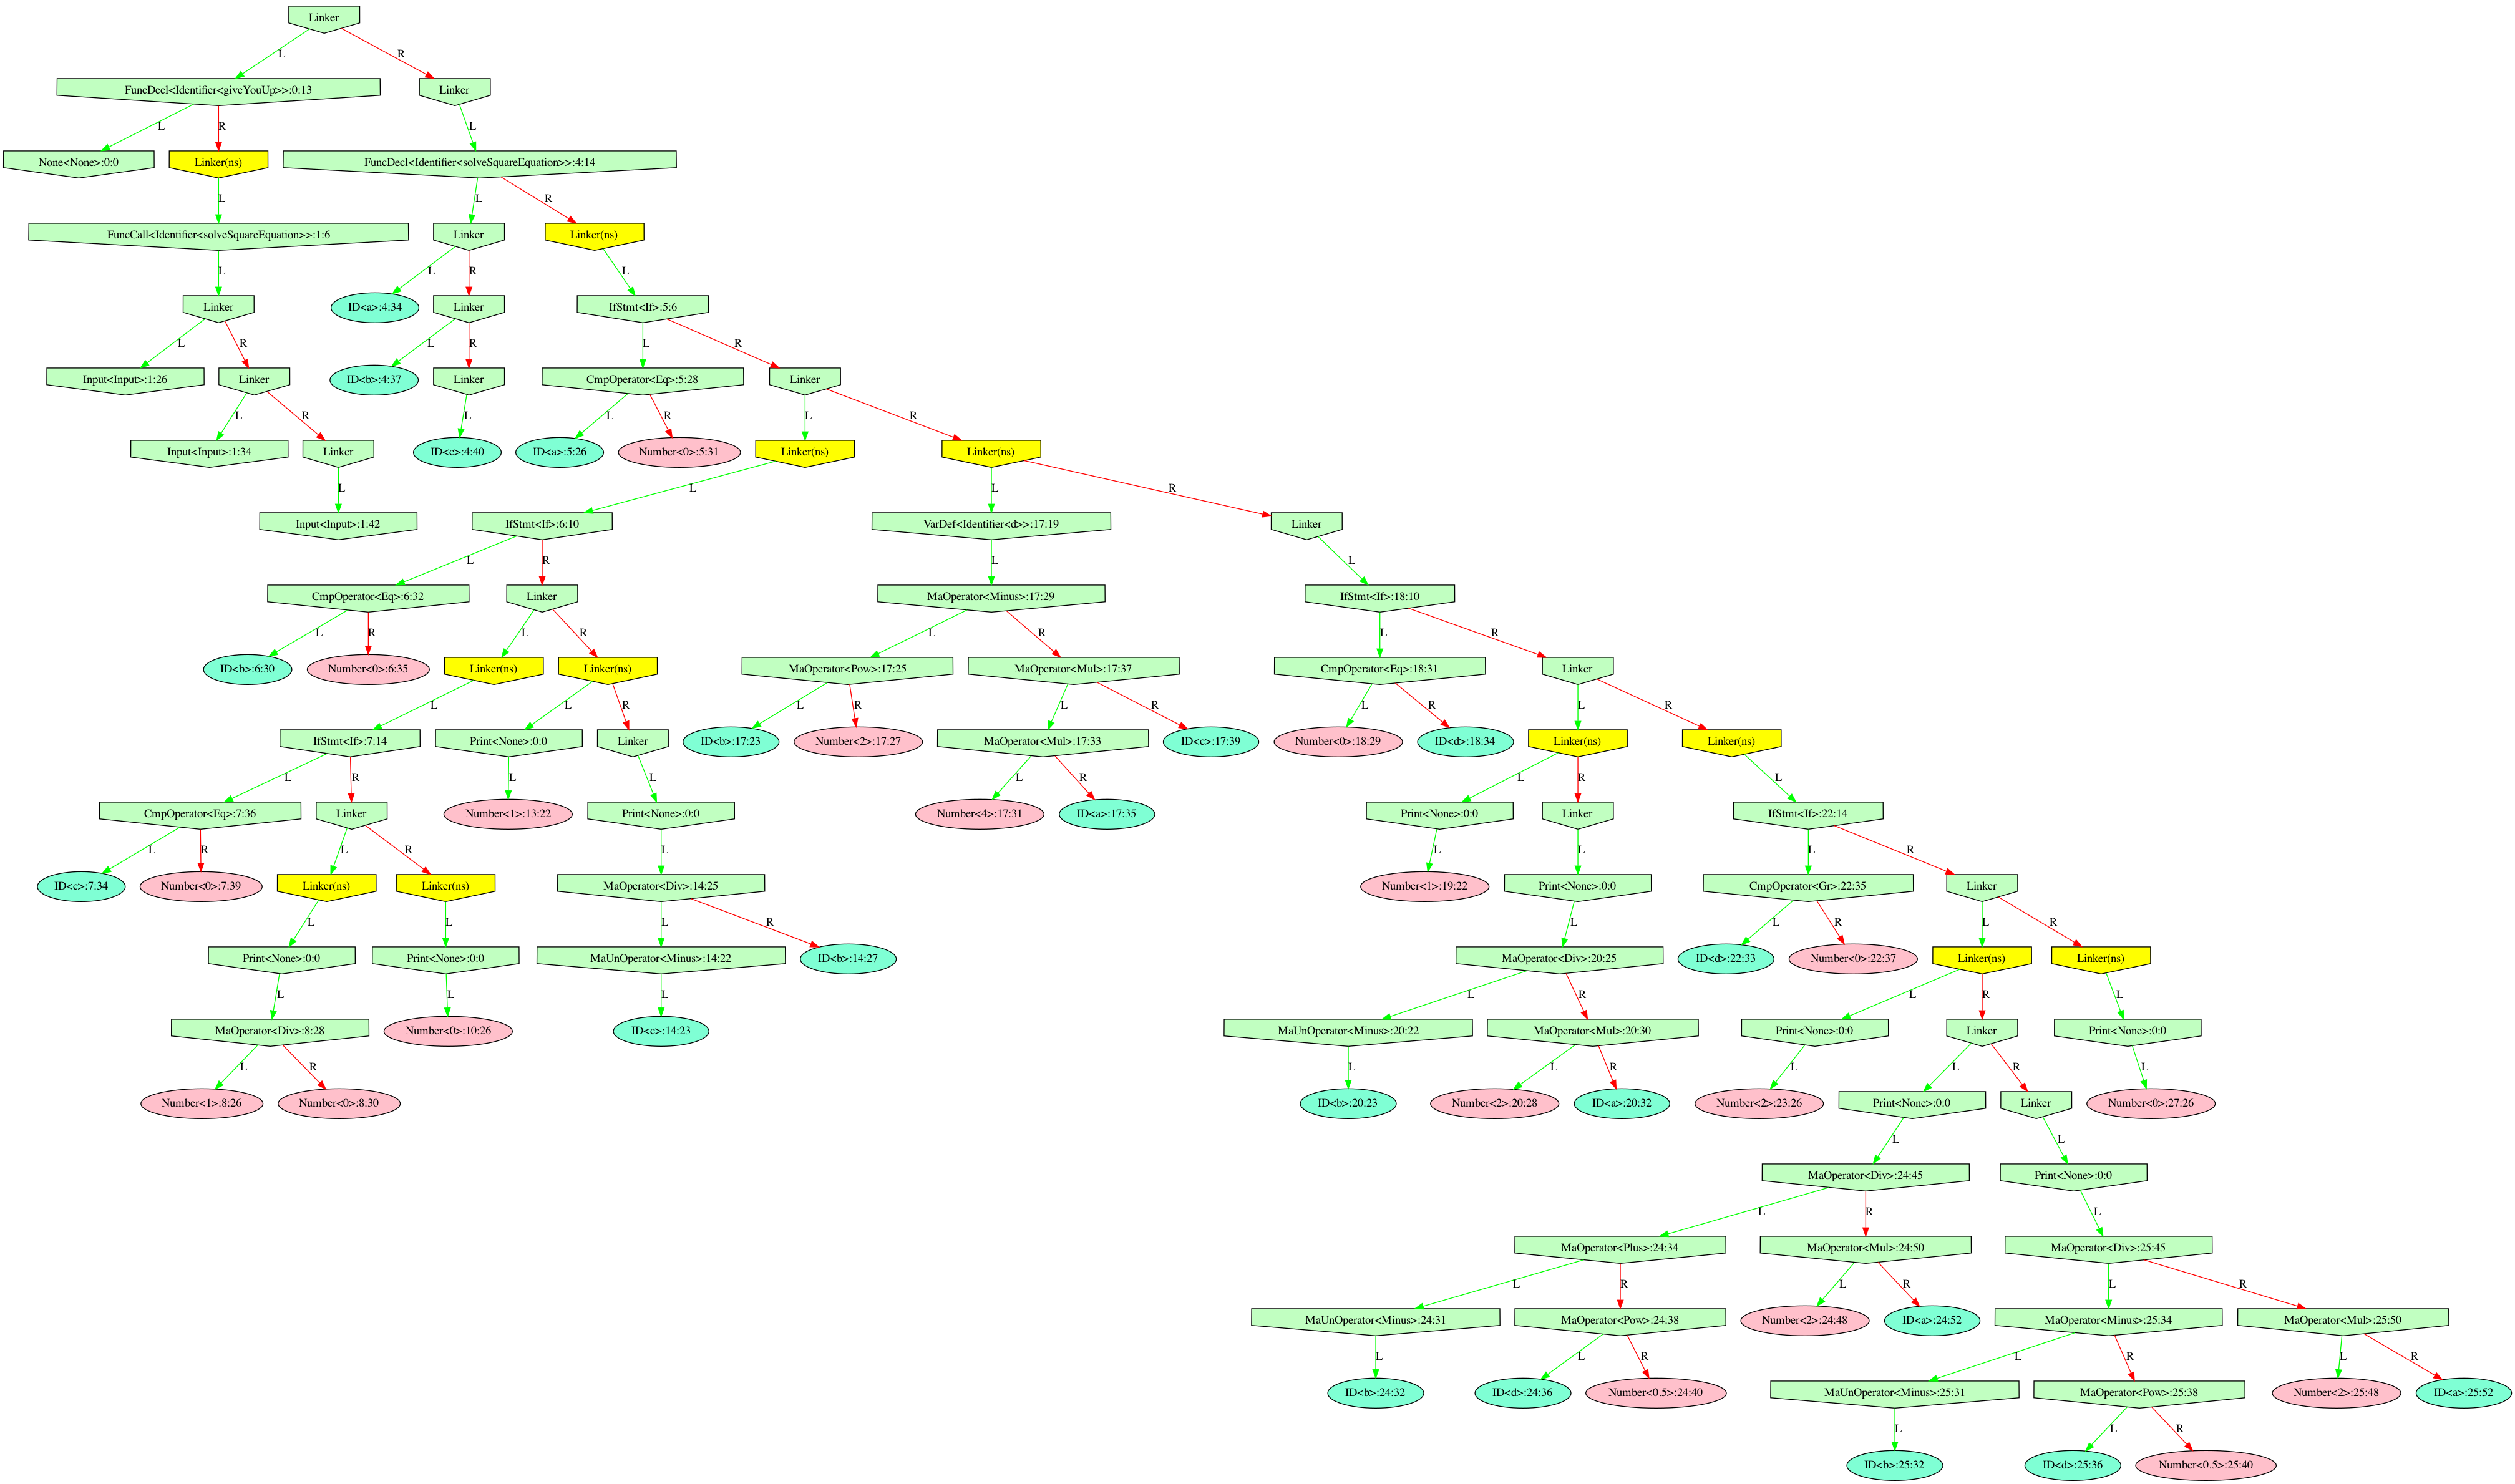 Linker
L R
FuncDecl<Identifier<giveYouUp>>:0:13 Linker
L R L
None<None>:0:0 Linker(ns) FuncDecl<Identifier<solveSquareEquation>>:4:14
L L R
FuncCall<Identifier<solveSquareEquation>>:1:6 Linker Linker(ns)
L L R L
Linker ID<a>:4:34 Linker IfStmt<If>:5:6
L R L R L R
Input<Input>:1:26 Linker ID<b>:4:37 Linker CmpOperator<Eq>:5:28 Linker
L R L L R L R
Input<Input>:1:34 Linker ID<c>:4:40 ID<a>:5:26 Number<0>:5:31 Linker(ns) Linker(ns)
L L L R
Input<Input>:1:42 IfStmt<If>:6:10 VarDef<Identifier<d>>:17:19 Linker
L R L L
CmpOperator<Eq>:6:32 Linker MaOperator<Minus>:17:29 IfStmt<If>:18:10
L R L R L R L R
ID<b>:6:30 Number<0>:6:35 Linker(ns) Linker(ns) MaOperator<Pow>:17:25 MaOperator<Mul>:17:37 CmpOperator<Eq>:18:31 Linker
L L R L R L R L R L R
IfStmt<If>:7:14 Print<None>:0:0 Linker ID<b>:17:23 Number<2>:17:27 MaOperator<Mul>:17:33 ID<c>:17:39 Number<0>:18:29 ID<d>:18:34 Linker(ns) Linker(ns)
L R L L L R L R L
CmpOperator<Eq>:7:36 Linker Number<1>:13:22 Print<None>:0:0 Number<4>:17:31 ID<a>:17:35 Print<None>:0:0 Linker IfStmt<If>:22:14
L R L R L L L L R
ID<c>:7:34 Number<0>:7:39 Linker(ns) Linker(ns) MaOperator<Div>:14:25 Number<1>:19:22 Print<None>:0:0 CmpOperator<Gr>:22:35 Linker
L L L R L L R L R
Print<None>:0:0 Print<None>:0:0 MaUnOperator<Minus>:14:22 ID<b>:14:27 MaOperator<Div>:20:25 ID<d>:22:33 Number<0>:22:37 Linker(ns) Linker(ns)
L L L L R L R L
MaOperator<Div>:8:28 Number<0>:10:26 ID<c>:14:23 MaUnOperator<Minus>:20:22 MaOperator<Mul>:20:30 Print<None>:0:0 Linker Print<None>:0:0
L R L L R L L R L
Number<1>:8:26 Number<0>:8:30 ID<b>:20:23 Number<2>:20:28 ID<a>:20:32 Number<2>:23:26 Print<None>:0:0 Linker Number<0>:27:26
L L
MaOperator<Div>:24:45 Print<None>:0:0
L R L
MaOperator<Plus>:24:34 MaOperator<Mul>:24:50 MaOperator<Div>:25:45
L R L R L R
MaUnOperator<Minus>:24:31 MaOperator<Pow>:24:38 Number<2>:24:48 ID<a>:24:52 MaOperator<Minus>:25:34 MaOperator<Mul>:25:50
L L R L R L R
ID<b>:24:32 ID<d>:24:36 Number<0.5>:24:40 MaUnOperator<Minus>:25:31 MaOperator<Pow>:25:38 Number<2>:25:48 ID<a>:25:52
L L R
ID<b>:25:32 ID<d>:25:36 Number<0.5>:25:40